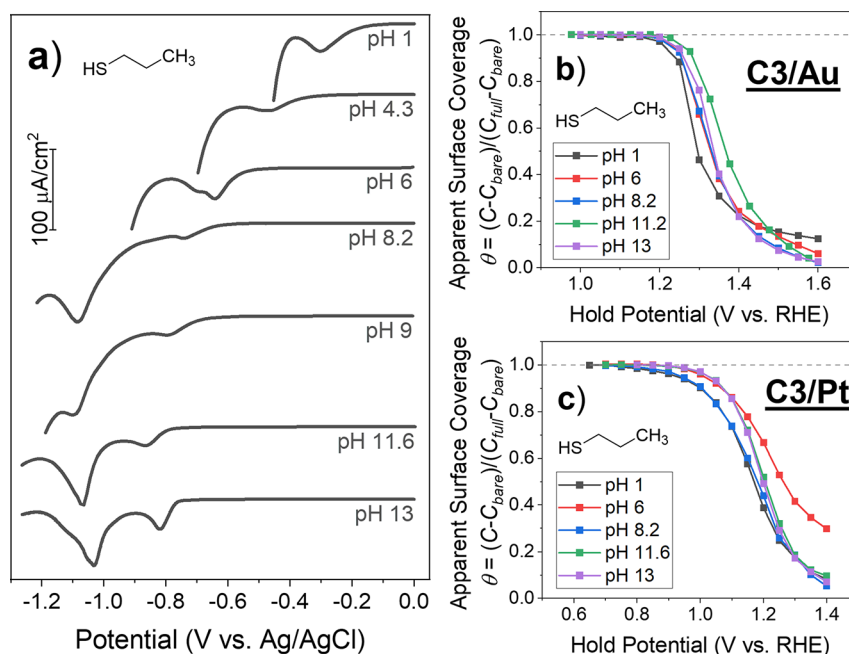 a)
HS
CH3
100 µA/cm²
pH 1
pH 4.3
pH 6
pH 8.2
pH 9
pH 11.6
pH 13
-1.2 -1.0 -0.8 -0.6 -0.4 -0.2 0.0
Potential (V vs. Ag/AgCl)
b)
C3/Au
HS
CH3
pH 1
pH 6
pH 8.2
pH 11.2
pH 13
Apparent Surface Coverage
θ = (C-Cbare)/(Cfull-Cbare)
1.0
0.8
0.6
0.4
0.2
0.0
1.0 1.2 1.4 1.6
Hold Potential (V vs. RHE)
c)
C3/Pt
HS
CH3
pH 1
pH 6
pH 8.2
pH 11.6
pH 13
Apparent Surface Coverage
θ = (C-Cbare)/(Cfull-Cbare)
1.0
0.8
0.6
0.4
0.2
0.0
0.6 0.8 1.0 1.2 1.4
Hold Potential (V vs. RHE)